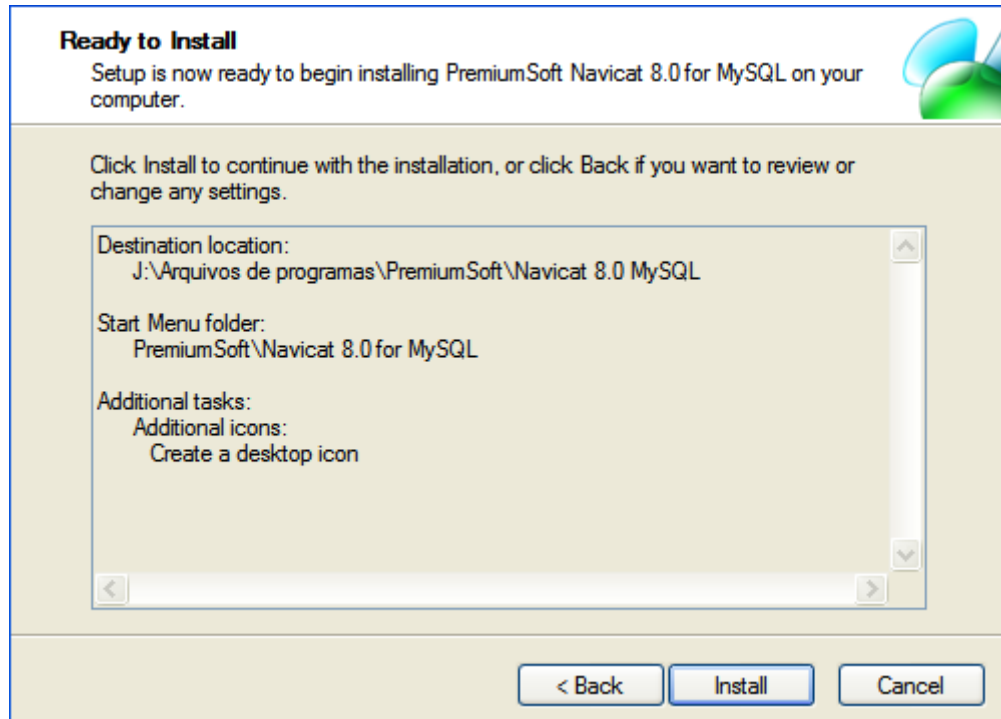 Ready to Install
Setup is now ready to begin installing PremiumSoft Navicat 8.0 for MySQL on your
computer.
Click Install to continue with the installation, or click Back if you want to review or
change any settings.
Destination location:
J:\Arquivos de programas\PremiumSoft\Navicat 8.0 MySQL
Start Menu folder:
PremiumSoft\Navicat 8.0 for MySQL
Additional tasks:
Additional icons:
Create a desktop icon
< Back
Install
Cancel